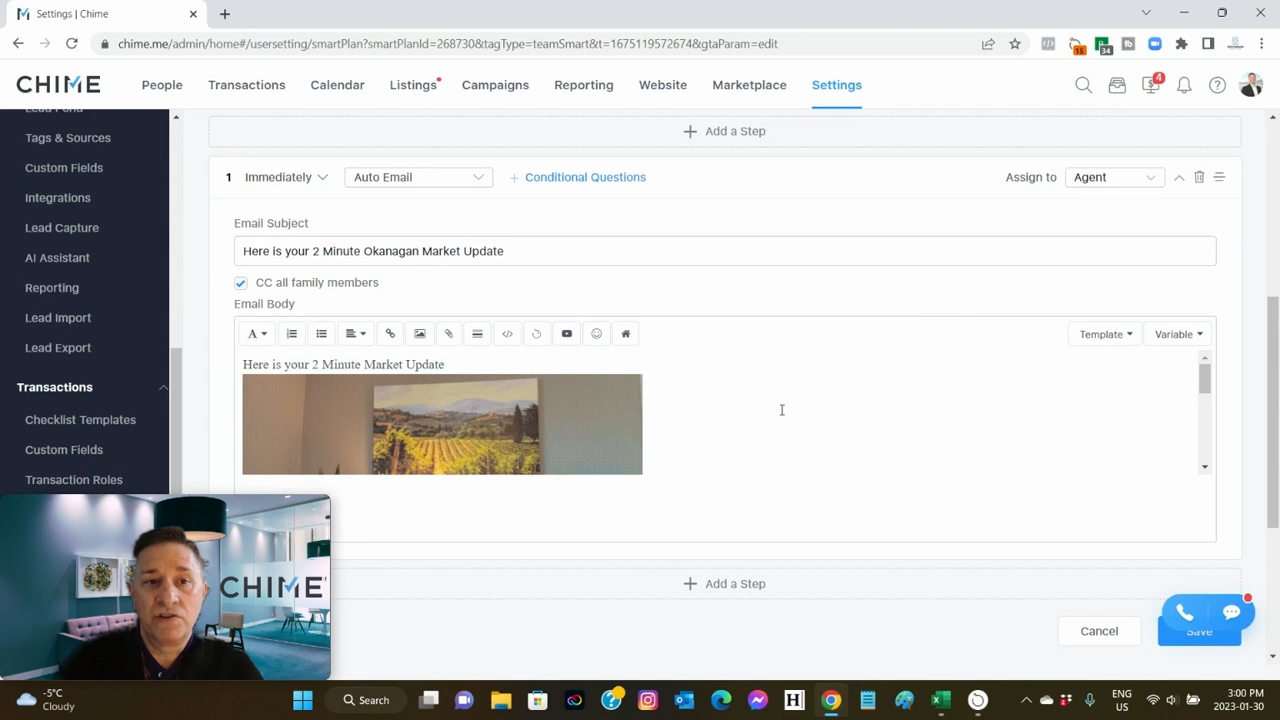 Settings | Chime
chime.me/admin/home#/usersetting/smartPlan?smartPlanId=269730&tagType=teamSmart&t=1675119572674&gtaParam=edit
15
34
CHIME
People
Transactions
Calendar
Listings
Campaigns
Reporting
Website
Marketplace
Settings
4
Lead Pond
Tags & Sources
Custom Fields
Integrations
Lead Capture
AI Assistant
Reporting
Lead Import
Lead Export
Transactions
Checklist Templates
Custom Fields
Transaction Roles
+ Add a Step
1 Immediately Auto Email + Conditional Questions Assign to Agent
Email Subject
Here is your 2 Minute Okanagan Market Update
CC all family members
Email Body
A
Template
Variable
Here is your 2 Minute Market Update
+ Add a Step
Cancel
Save
CHIME
-5°C
Cloudy
Search
H
ENG
US
3:00 PM
2023-01-30